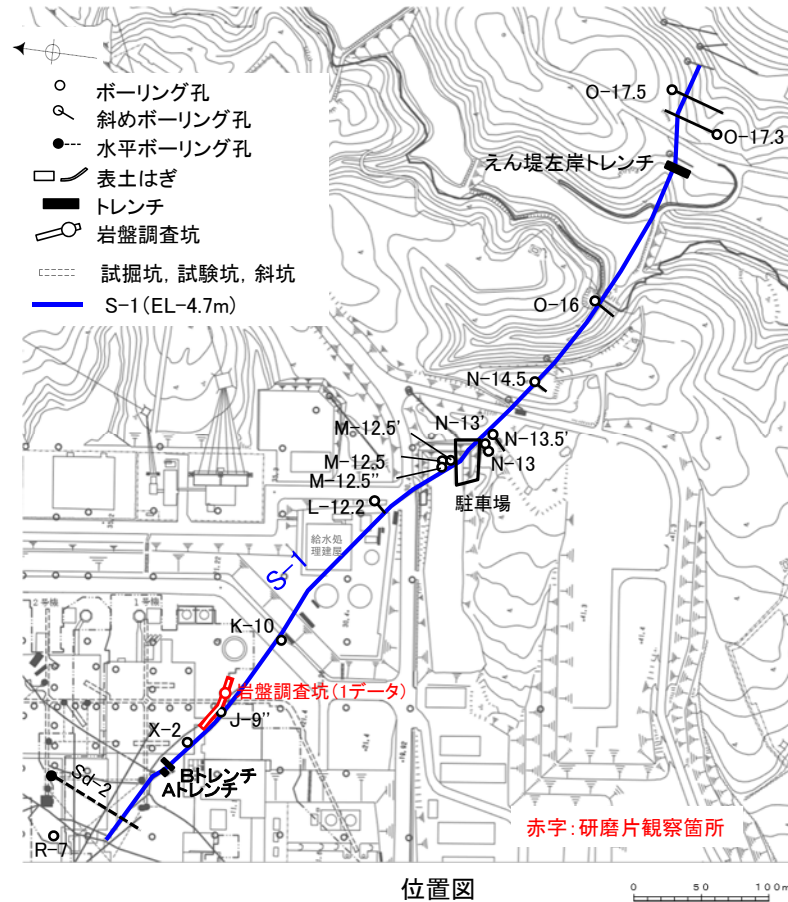 ボーリング孔
斜めボーリング孔
水平ボーリング孔
表土はぎ
トレンチ
岩盤調査坑
試掘坑，試験坑，斜坑
S-1(EL-4.7m)
O-17.5
O-17.3
えん堤左岸トレンチ
O-16
N-14.5
N-13'
M-12.5'
N-13.5'
M-12.5
N-13
M-12.5''
駐車場
L-12.2
給水処
理建屋
S-1
K-10
2号機
1号機
岩盤調査坑(1データ)
J-9''
X-2
Bトレンチ
Aトレンチ
Sd-2
R-7
赤字：研磨片観察箇所
位置図
0 50 100m